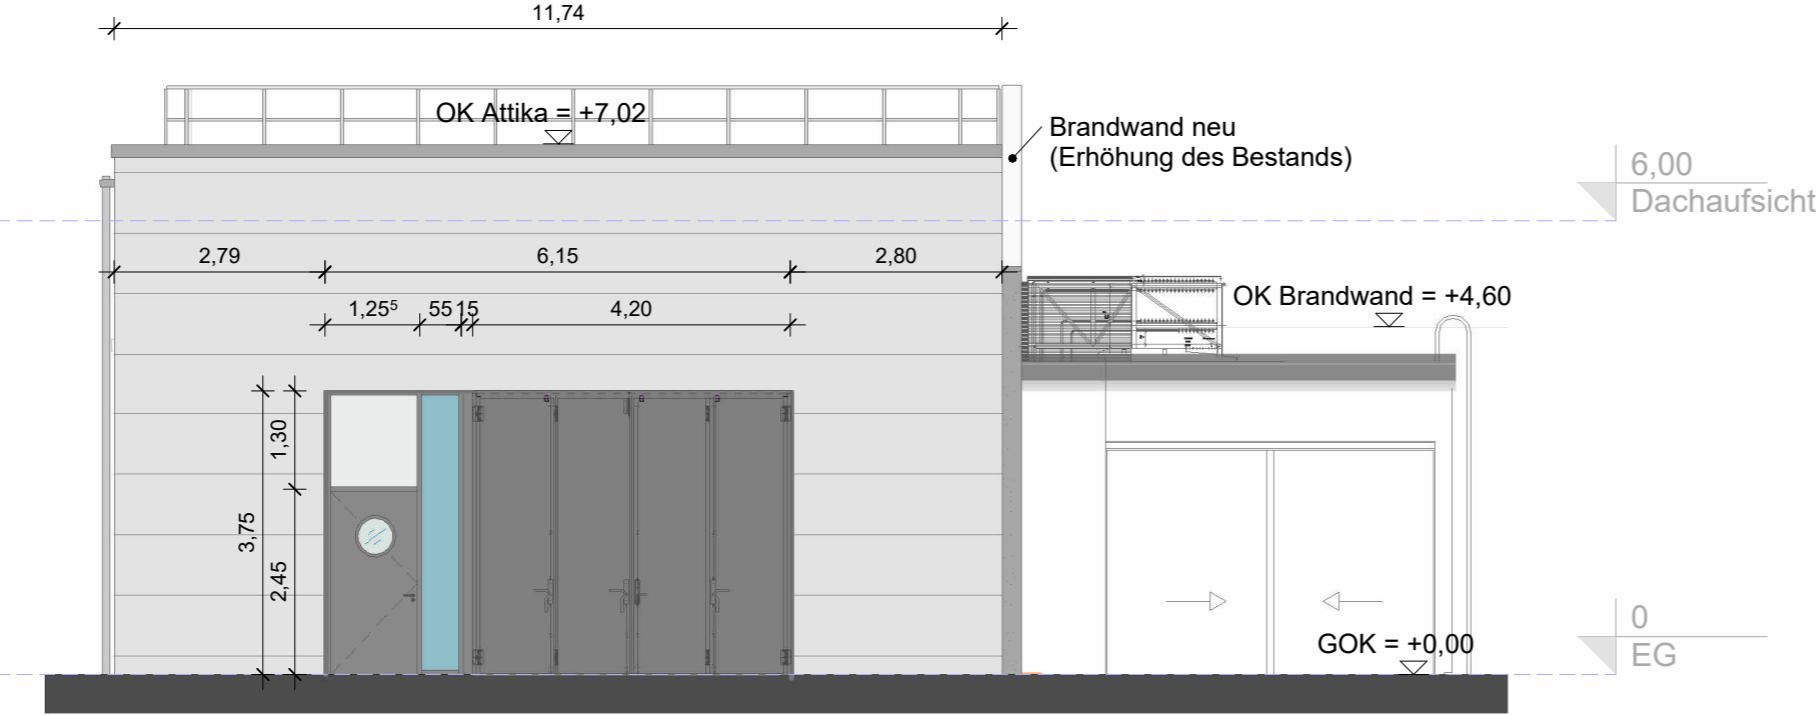 11,74
OK Attika = +7,02
Brandwand neu
(Erhöhung des Bestands)
6,00
Dachaufsicht
2,79
6,15
2,80
OK Brandwand = +4,60
1,25⁵
55
15
4,20
1,30
3,75
2,45
GOK = +0,00
0
EG